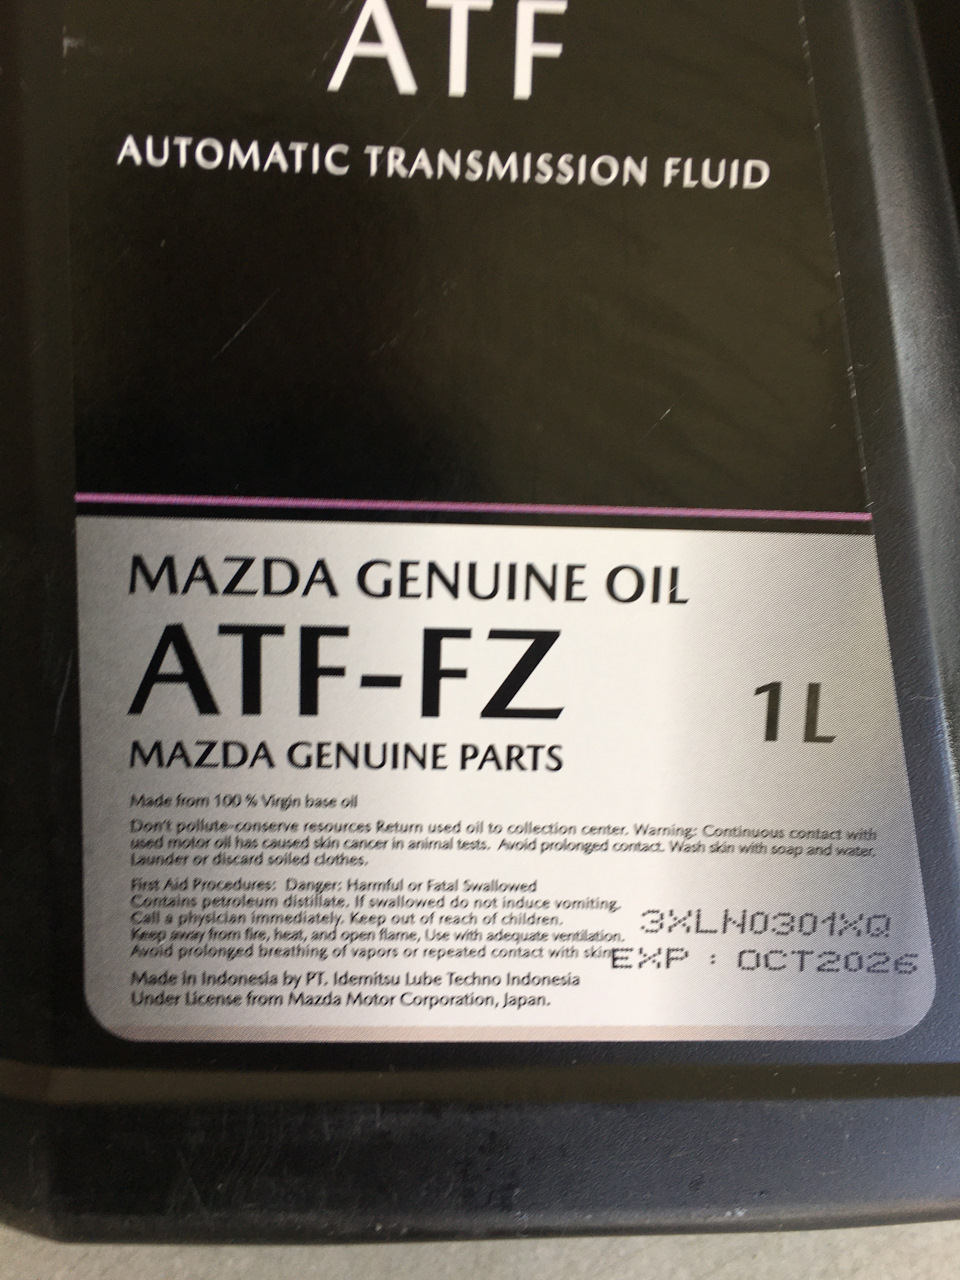 ATF
AUTOMATIC TRANSMISSION FLUID
MAZDA GENUINE OIL
ATF-FZ
1L
MAZDA GENUINE PARTS
Made from 100 % Virgin base oil
Don't pollute-conserve resources Return used oil to collection center. Warning: Continuous contact with
used motor oil has caused skin cancer in animal tests. Avoid prolonged contact. Wash skin with soap and water.
Launder or discard soiled clothes.
First Aid Procedures: Danger: Harmful or Fatal Swallowed
Contains petroleum distillate. If swallowed do not induce vomiting.
Call a physician immediately. Keep out of reach of children.
Keep away from fire, heat, and open flame, Use with adequate ventilation.
Avoid prolonged breathing of vapors or repeated contact with skin.
3XLN0301XQ
EXP : OCT2026
Made in Indonesia by PT. Idemitsu Lube Techno Indonesia
Under License from Mazda Motor Corporation, Japan.